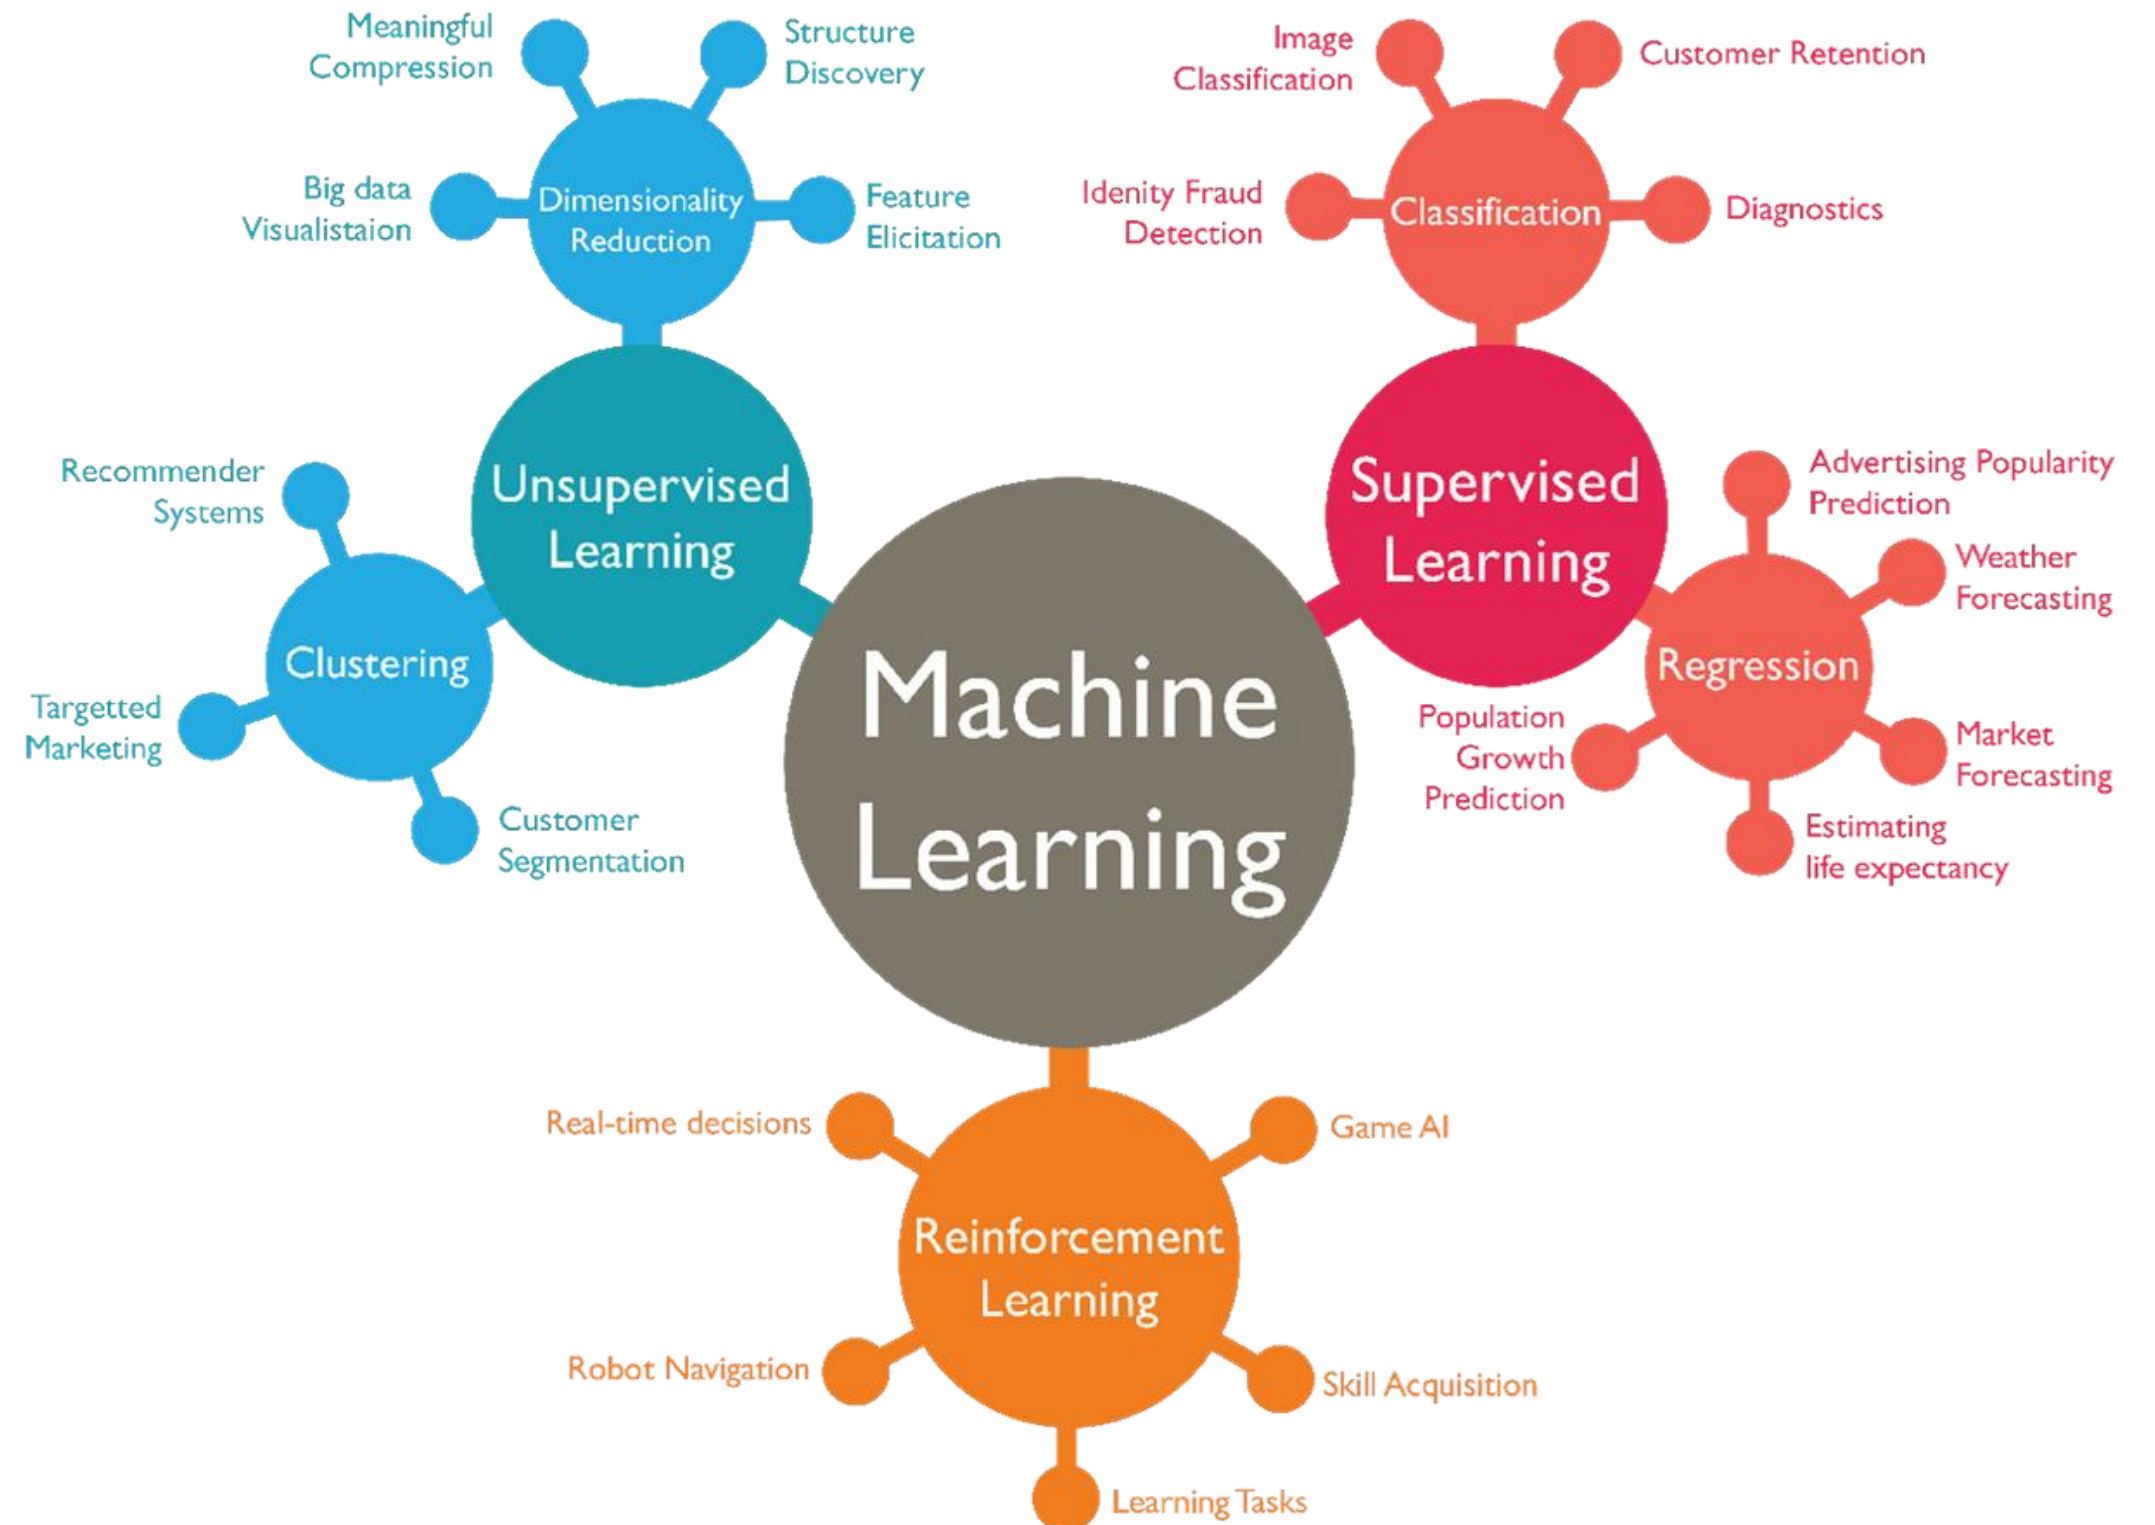 Meaningful
Compression
Structure
Discovery
Big data
Visualistaion
Dimensionality
Reduction
Feature
Elicitation
Image
Classification
Customer Retention
Idenity Fraud
Detection
Classification
Diagnostics
Unsupervised
Learning
Recommender
Systems
Clustering
Targetted
Marketing
Customer
Segmentation
Supervised
Learning
Advertising Popularity
Prediction
Weather
Forecasting
Regression
Population
Growth
Prediction
Market
Forecasting
Estimating
life expectancy
Machine
Learning
Real-time decisions
Game AI
Reinforcement
Learning
Robot Navigation
Skill Acquisition
Learning Tasks